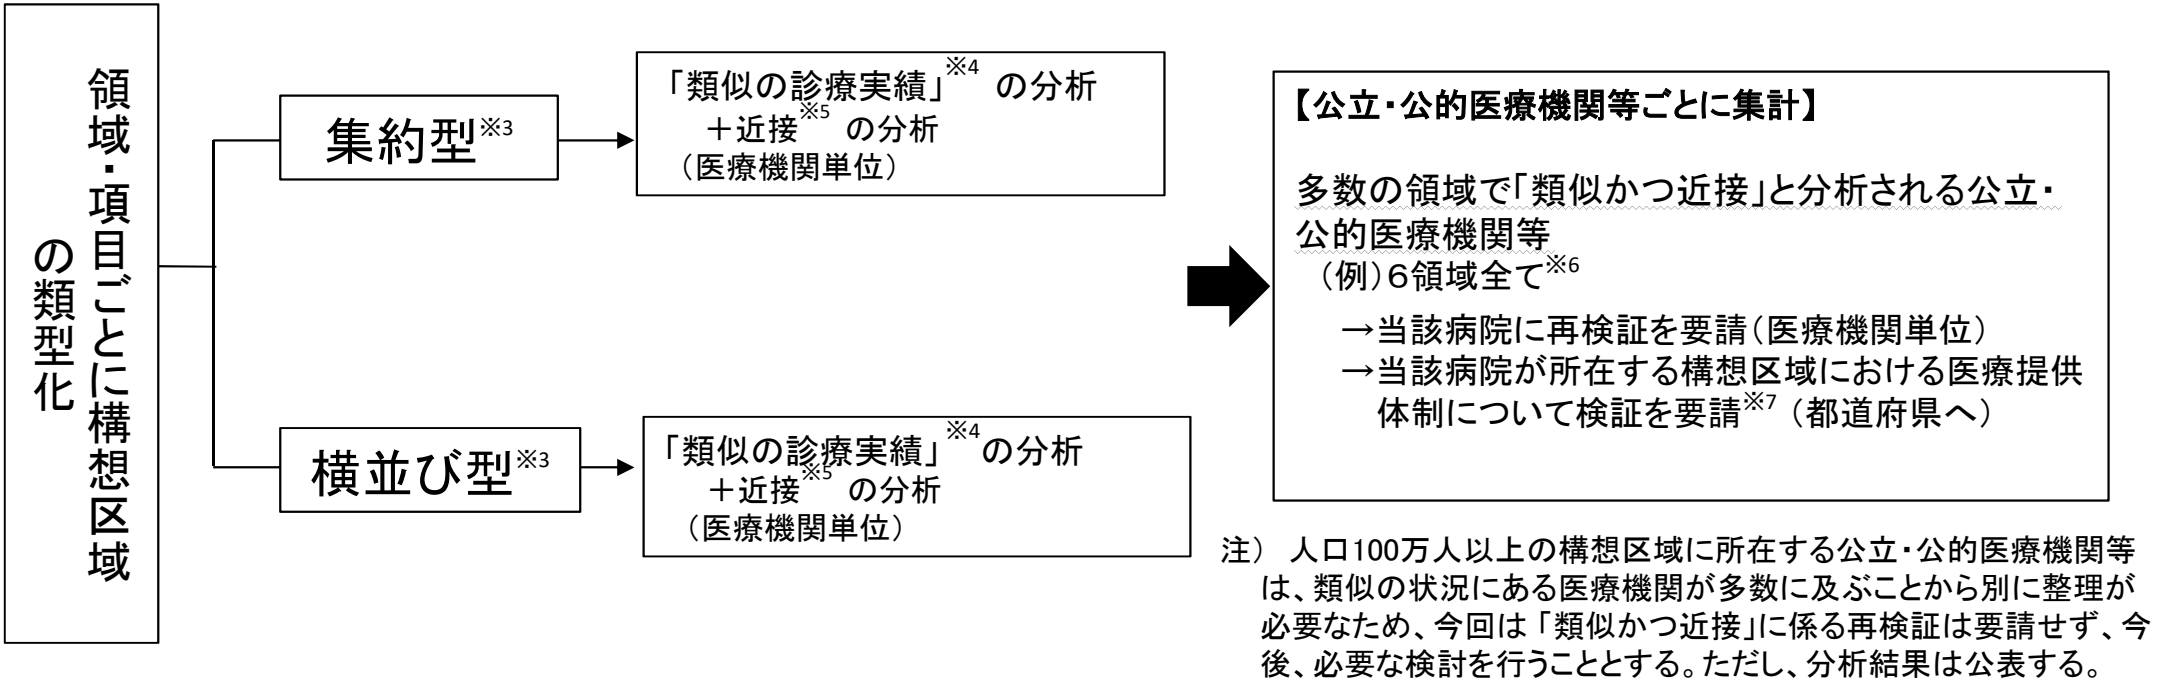 領域・項目ごとに構想区域
の類型化
集約型※3
「類似の診療実績」※4 の分析
＋近接※5 の分析
（医療機関単位）
横並び型※3
「類似の診療実績」※4の分析
＋近接※5 の分析
（医療機関単位）
【公立・公的医療機関等ごとに集計】
多数の領域で「類似かつ近接」と分析される公立・
公的医療機関等
（例）６領域全て※6
→当該病院に再検証を要請（医療機関単位）
→当該病院が所在する構想区域における医療提供
体制について検証を要請※7（都道府県へ）
注） 人口100万人以上の構想区域に所在する公立・公的医療機関等
は、類似の状況にある医療機関が多数に及ぶことから別に整理が
必要なため、今回は「類似かつ近接」に係る再検証は要請せず、今
後、必要な検討を行うこととする。ただし、分析結果は公表する。